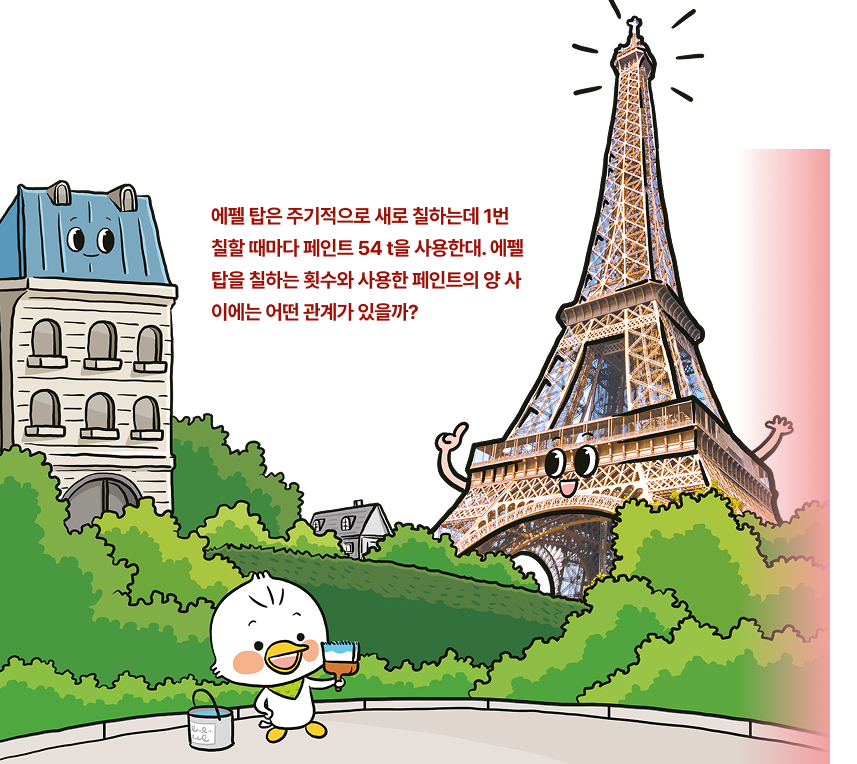 에펠 탑은 주기적으로 새로 칠하는데 1번
칠할 때마다 페인트 54 t을 사용한대. 에펠
탑을 칠하는 횟수와 사용한 페인트의 양 사
이에는 어떤 관계가 있을까?